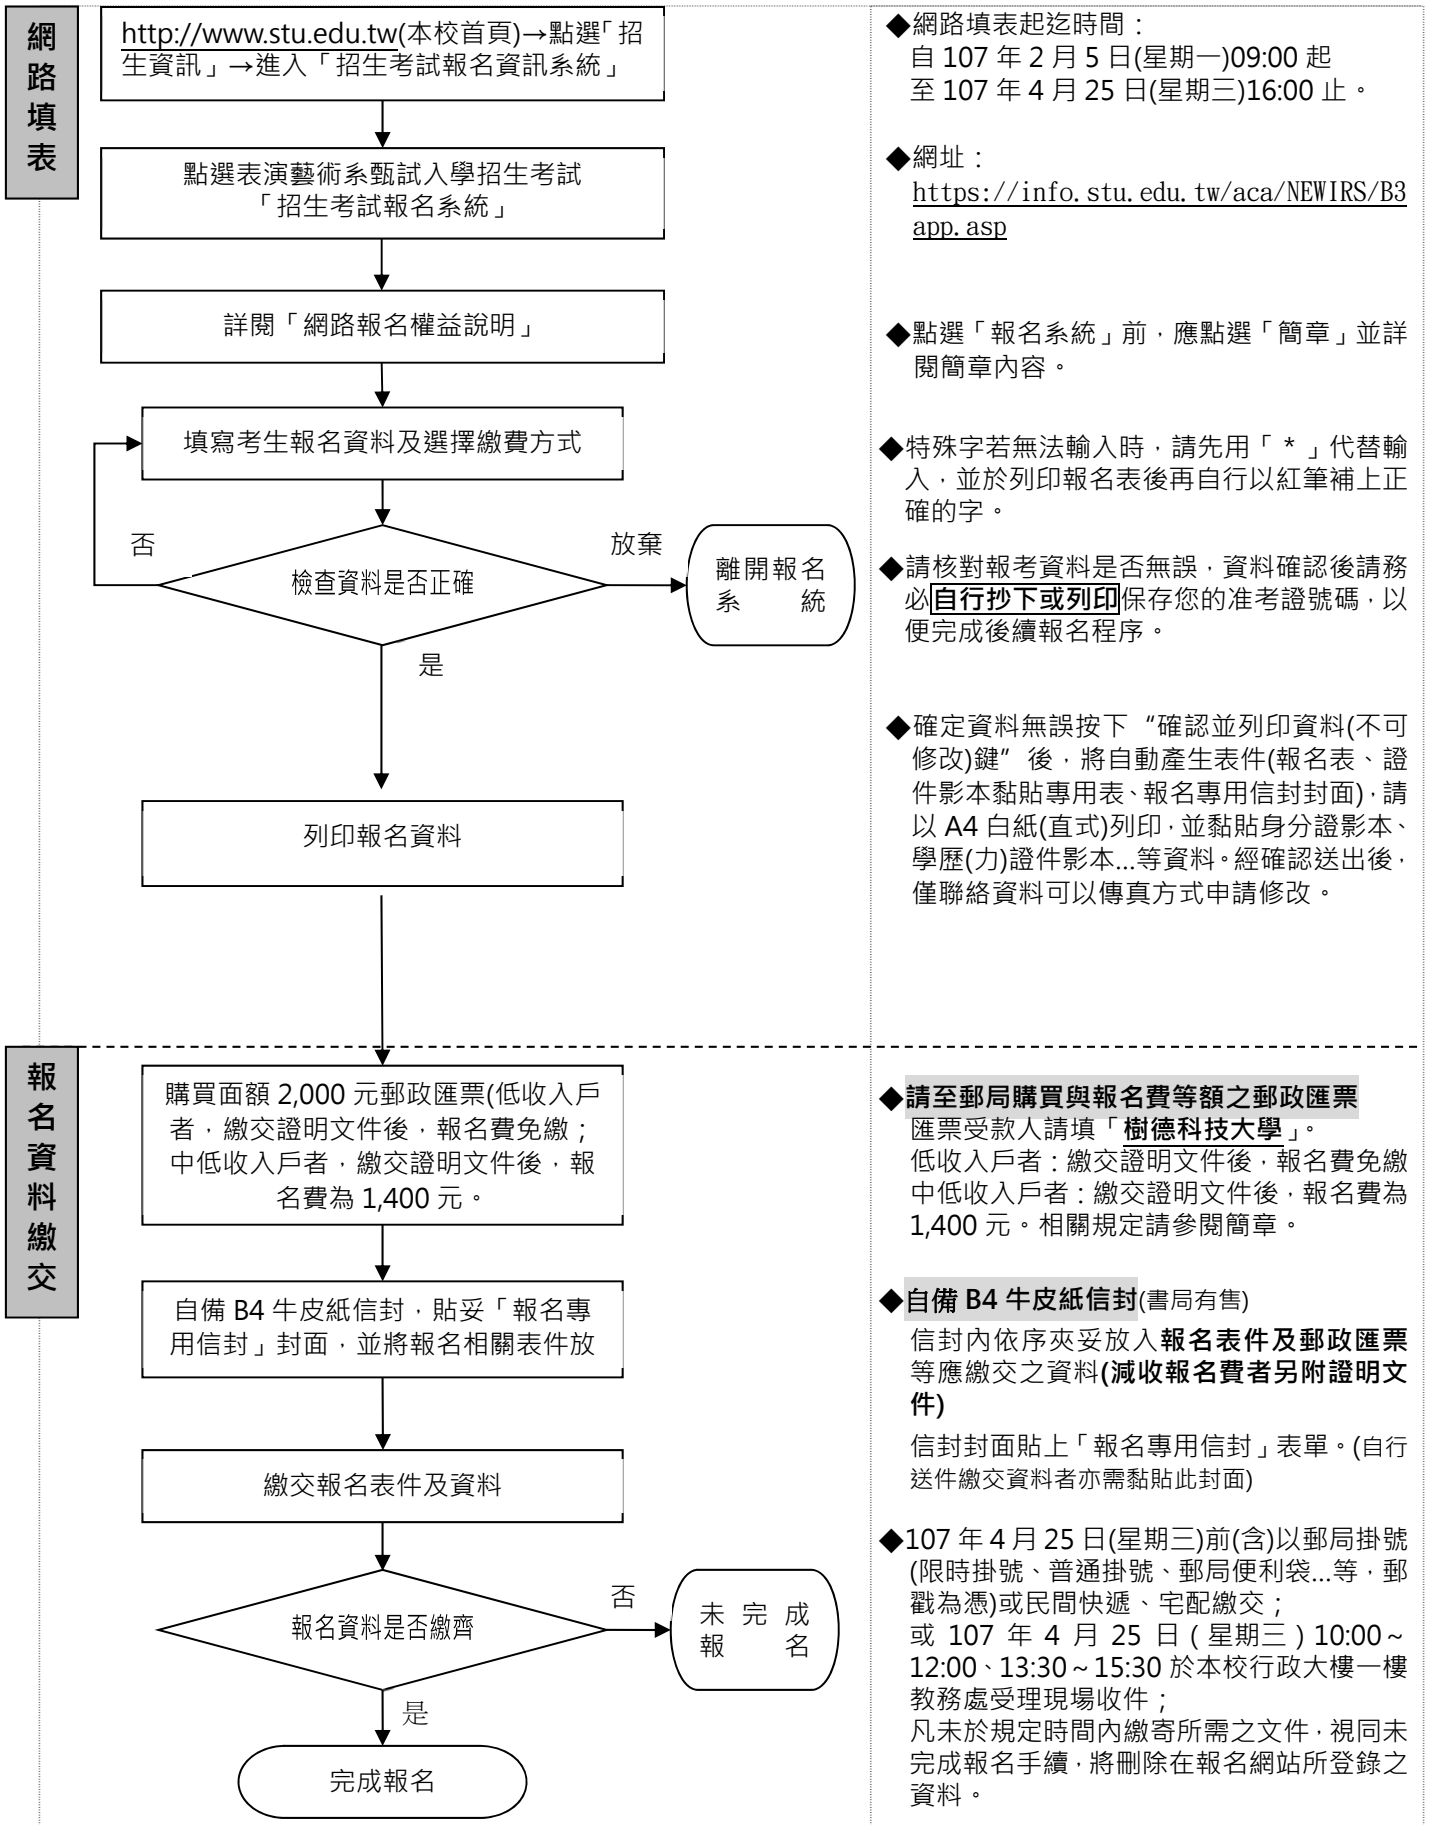 網
路
填
表
http://www.stu.edu.tw(本校首頁)→點選「招
生資訊」→進入「招生考試報名資訊系統」
點選表演藝術系甄試入學招生考試
「招生考試報名系統」
詳閱「網路報名權益說明」
填寫考生報名資料及選擇繳費方式
否
檢查資料是否正確
放棄
離開報名
系 統
是
列印報名資料
◆網路填表起迄時間：
自 107 年 2 月 5 日(星期一)09:00 起
至 107 年 4 月 25 日(星期三)16:00 止。
◆網址：
https://info.stu.edu.tw/aca/NEWIRS/B3
app.asp
◆點選「報名系統」前，應點選「簡章」並詳
閱簡章內容。
◆特殊字若無法輸入時，請先用「 * 」代替輸
入，並於列印報名表後再自行以紅筆補上正
確的字。
◆請核對報考資料是否無誤，資料確認後請務
必自行抄下或列印保存您的准考證號碼，以
便完成後續報名程序。
◆確定資料無誤按下“確認並列印資料(不可
修改)鍵”後，將自動產生表件(報名表、證
件影本黏貼專用表、報名專用信封封面)，請
以 A4 白紙(直式)列印，並黏貼身分證影本、
學歷(力)證件影本…等資料。經確認送出後，
僅聯絡資料可以傳真方式申請修改。
報
名
資
料
繳
交
購買面額 2,000 元郵政匯票(低收入戶
者，繳交證明文件後，報名費免繳；
中低收入戶者，繳交證明文件後，報
名費為 1,400 元。
自備 B4 牛皮紙信封，貼妥「報名專
用信封」封面，並將報名相關表件放
繳交報名表件及資料
報名資料是否繳齊
否
未 完 成
報 名
是
完成報名
◆請至郵局購買與報名費等額之郵政匯票
匯票受款人請填「樹德科技大學」。
低收入戶者：繳交證明文件後，報名費免繳
中低收入戶者：繳交證明文件後，報名費為
1,400 元。相關規定請參閱簡章。
◆自備 B4 牛皮紙信封(書局有售)
信封內依序夾妥放入報名表件及郵政匯票
等應繳交之資料(減收報名費者另附證明文
件)
信封封面貼上「報名專用信封」表單。(自行
送件繳交資料者亦需黏貼此封面)
◆107 年 4 月 25 日(星期三)前(含)以郵局掛號
(限時掛號、普通掛號、郵局便利袋…等，郵
戳為憑)或民間快遞、宅配繳交；
或 107 年 4 月 25 日(星期三)10:00～
12:00、13:30～15:30 於本校行政大樓一樓
教務處受理現場收件；
凡未於規定時間內繳寄所需之文件，視同未
完成報名手續，將刪除在報名網站所登錄之
資料。